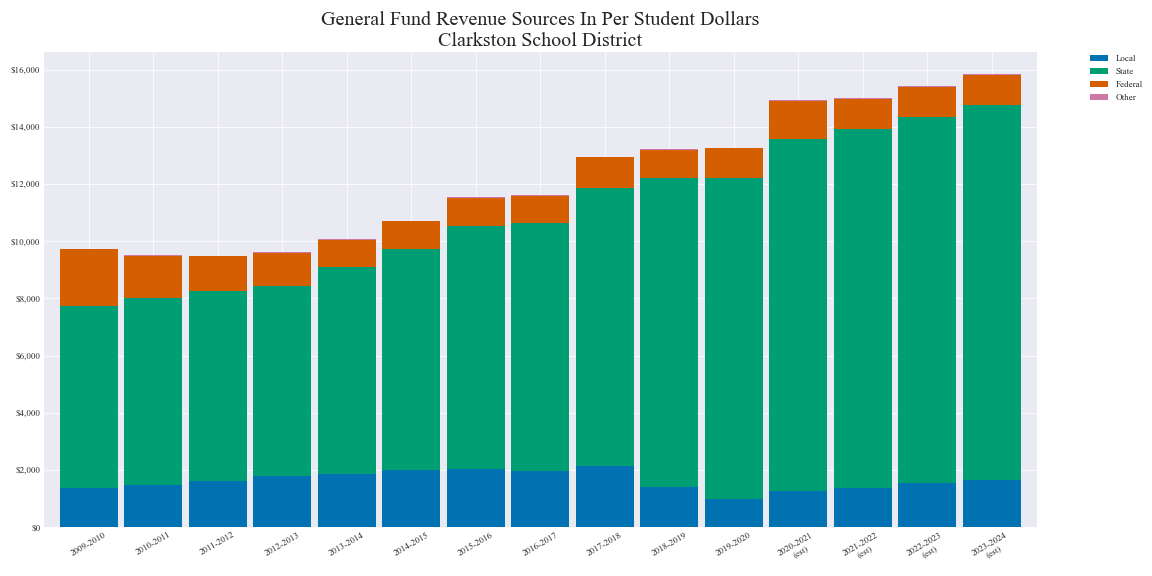 General Fund Revenue Sources In Per Student Dollars
Clarkston School District
Local
State
Federal
Other
$16,000
$14,000
$12,000
$10,000
$8,000
$6,000
$4,000
$2,000
$0
2009-2010
2010-2011
2011-2012
2012-2013
2013-2014
2014-2015
2015-2016
2016-2017
2017-2018
2018-2019
2019-2020
2020-2021
(est)
2021-2022
(est)
2022-2023
(est)
2023-2024
(est)